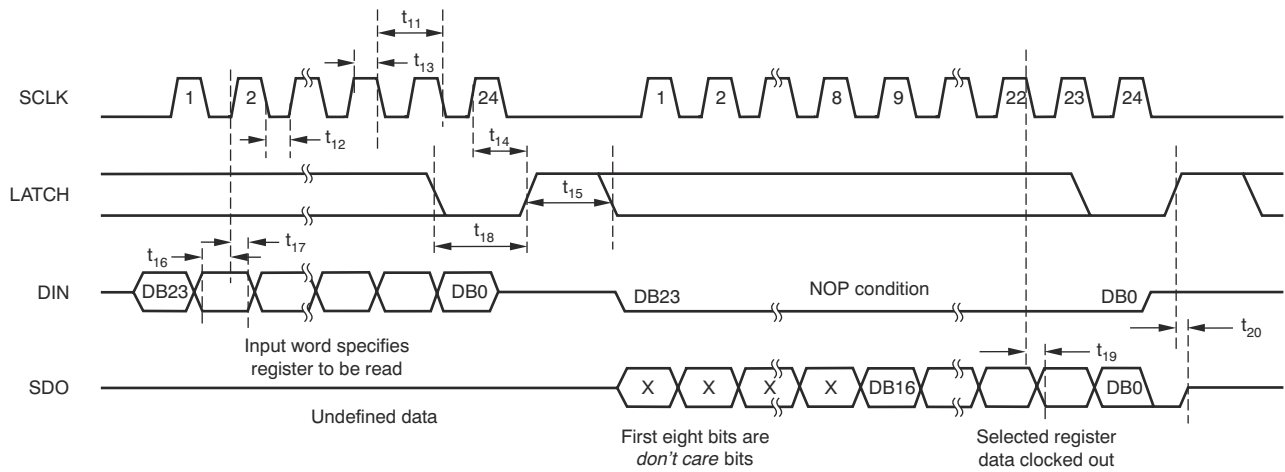 t11
t13
SCLK 1 2 24 1 2 8 9 22 23 24
t12
t14
LATCH t15
t18
t16 t17
DIN DB23 DB0 DB23 NOP condition DB0
t20
Input word specifies
register to be read
t19
SDO X X X X DB16 DB0
Undefined data
First eight bits are
don't care bits
Selected register
data clocked out